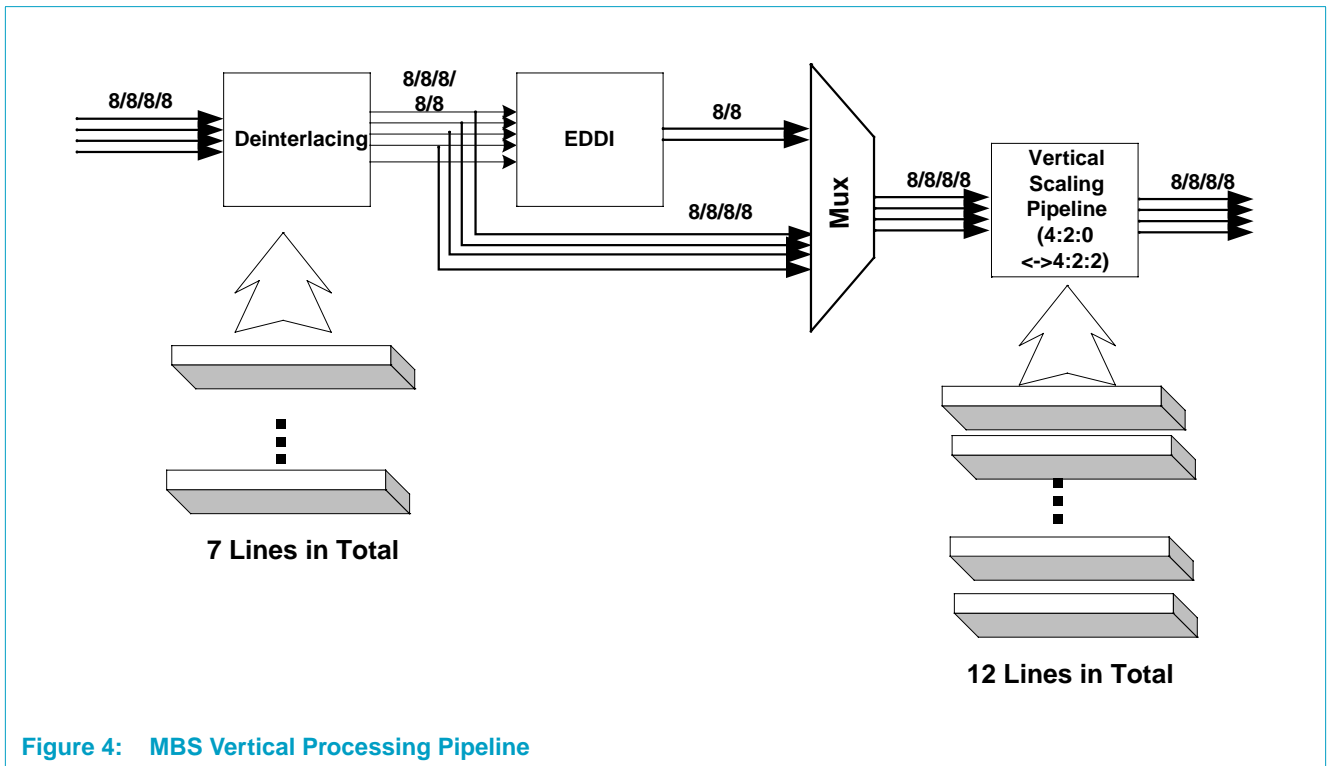 8/8/8/8
Deinterlacing
8/8/8/
8/8
EDDI
8/8
8/8/8/8
Mux
8/8/8/8
Vertical
Scaling
Pipeline
(4:2:0
<->4:2:2)
8/8/8/8
7 Lines in Total
12 Lines in Total
Figure 4: MBS Vertical Processing Pipeline